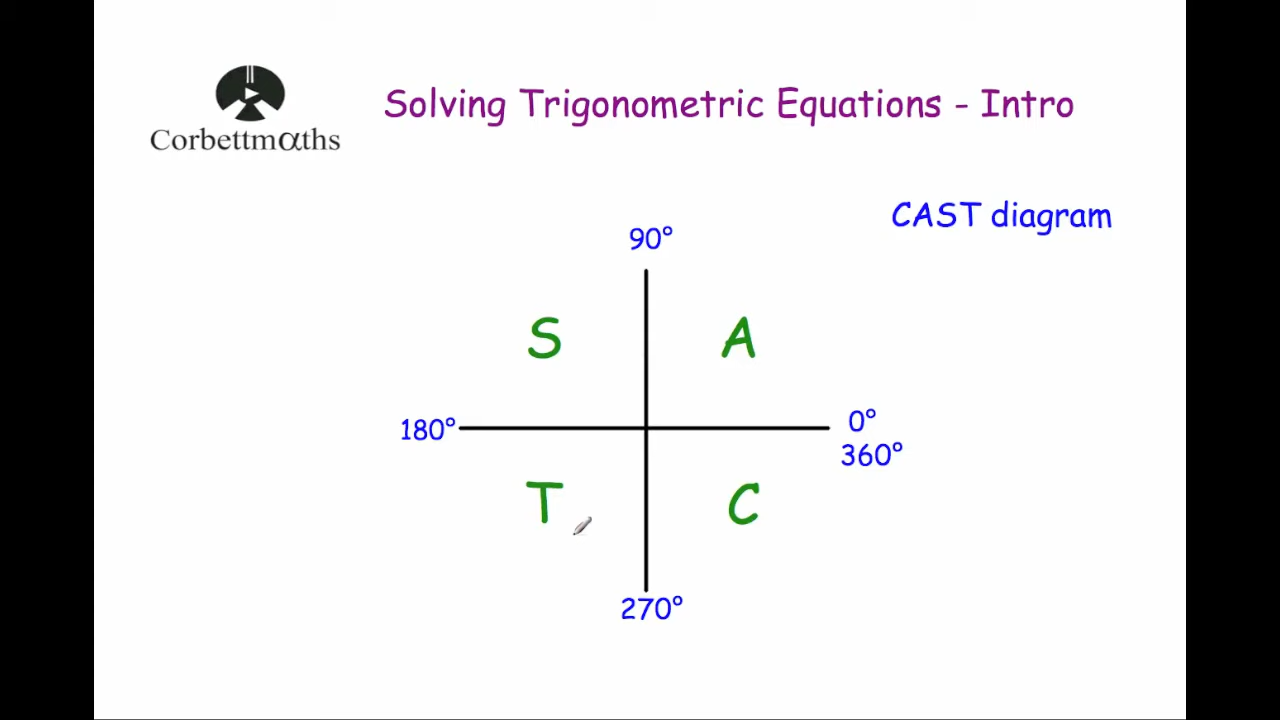 Solving Trigonometric Equations - Intro
Corbettmαths
CAST diagram
90°
S A
180° 0°
360°
T C
270°